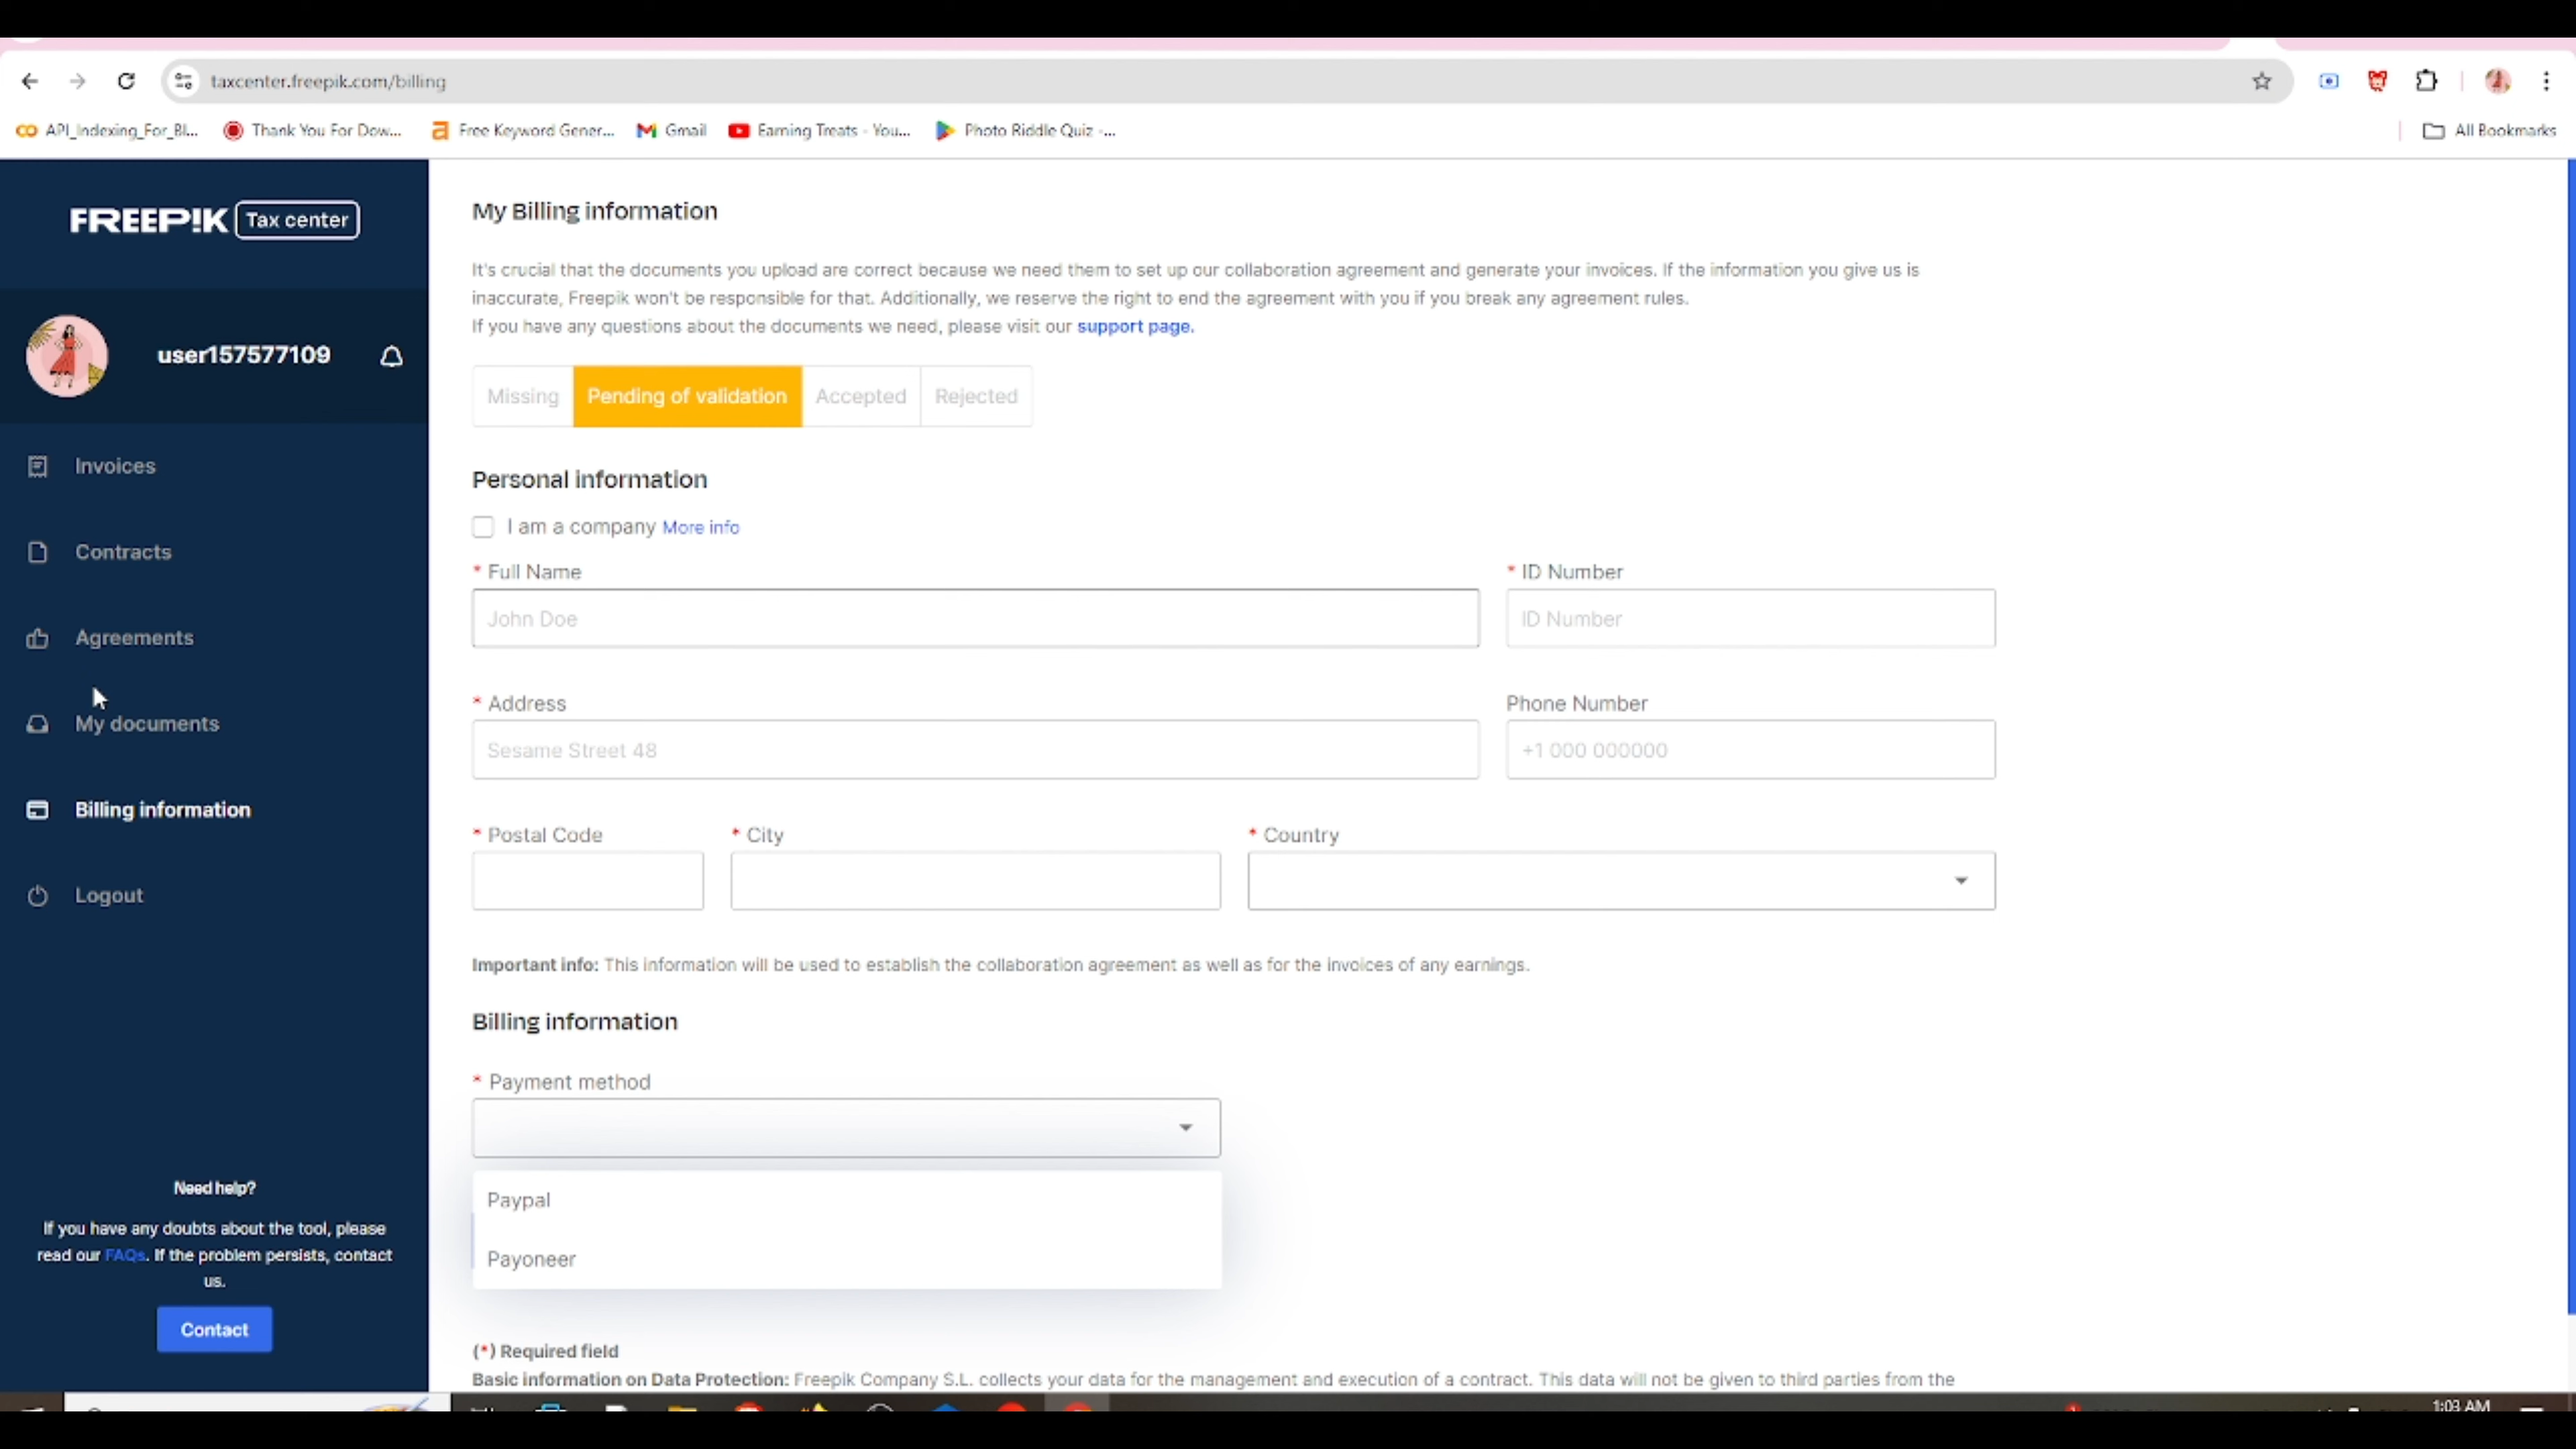 taxcenter.freepik.com/billing
API_Indexing_For_Bl...
Thank You For Dow...
Free Keyword Gener...
Gmail
Earning Treats - You...
Photo Riddle Quiz -...
All Bookmarks
FREEP!K Tax center
user157577109
Invoices
Contracts
Agreements
My documents
Billing information
Logout
Need help?
If you have any doubts about the tool, please
read our FAQs. If the problem persists, contact
us.
Contact
My Billing information
It's crucial that the documents you upload are correct because we need them to set up our collaboration agreement and generate your invoices. If the information you give us is
inaccurate, Freepik won't be responsible for that. Additionally, we reserve the right to end the agreement with you if you break any agreement rules.
If you have any questions about the documents we need, please visit our support page.
Missing Pending of validation Accepted Rejected
Personal information
I am a company More info
* Full Name
John Doe
* ID Number
ID Number
* Address
Sesame Street 48
Phone Number
+1 000 000000
* Postal Code
* City
* Country
Important info: This information will be used to establish the collaboration agreement as well as for the invoices of any earnings.
Billing information
* Payment method
Paypal
Payoneer
(*) Required field
Basic information on Data Protection: Freepik Company S.L. collects your data for the management and execution of a contract. This data will not be given to third parties from the
1:03 AM